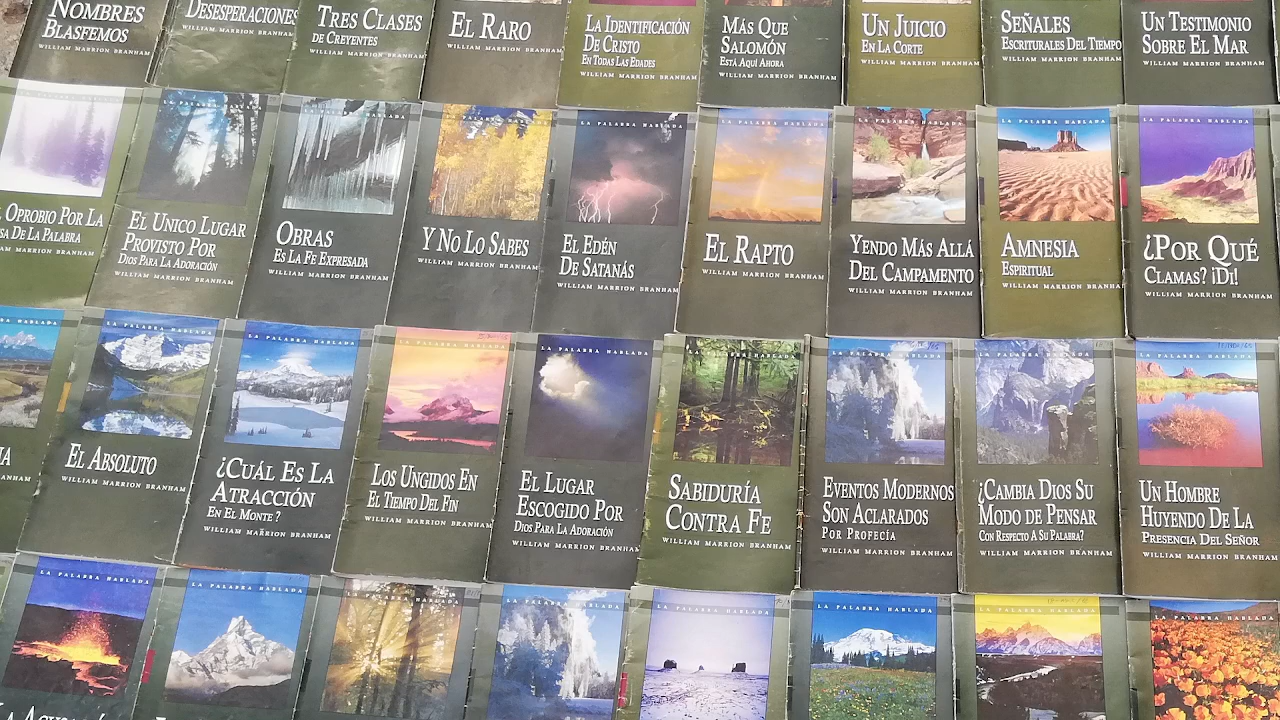 NOMBRES
BLASFEMOS
WILLIAM MARRION BRANHAM
DESESPERACIONES
WILLIAM MARRION BRANHAM
TRES CLASES
DE CREYENTES
WILLIAM MARRION BRANHAM
EL RARO
WILLIAM MARRION BRANHAM
LA IDENTIFICACIÓN
DE CRISTO
EN TODAS LAS EDADES
WILLIAM MARRION BRANHAM
MÁS QUE
SALOMÓN
ESTÁ AQUÍ AHORA
WILLIAM MARRION BRANHAM
UN JUICIO
EN LA CORTE
WILLIAM MARRION BRANHAM
SEÑALES
ESCRITURALES DEL TIEMPO
WILLIAM MARRION BRANHAM
UN TESTIMONIO
SOBRE EL MAR
WILLIAM MARRION BRANHAM
OPROBIO POR LA
SA DE LA PALABRA
WILLIAM MARRION BRANHAM
LA PALABRA HABLADA
EL UNICO LUGAR
PROVISTO POR
DIOS PARA LA ADORACIÓN
WILLIAM MARRION BRANHAM
LA PALABRA HABLADA
OBRAS
ES LA FE EXPRESADA
WILLIAM MARRION BRANHAM
LA PALABRA HABLADA
Y NO LO SABES
WILLIAM MARRION BRANHAM
LA PALABRA HABLADA
EL EDÉN
DE SATANÁS
WILLIAM MARRION BRANHAM
LA PALABRA HABLADA
EL RAPTO
WILLIAM MARRION BRANHAM
LA PALABRA HABLADA
YENDO MÁS ALLÁ
DEL CAMPAMENTO
WILLIAM MARRION BRANHAM
LA PALABRA HABLADA
AMNESIA
ESPIRITUAL
WILLIAM MARRION BRANHAM
LA PALABRA HABLADA
¿POR QUÉ
CLAMAS? ¡DI!
WILLIAM MARRION BRANHAM
HABLADA
IA
HAM
LA PALABRA HABLADA
EL ABSOLUTO
WILLIAM MARRION BRANHAM
LA PALABRA HABLADA
¿CUÁL ES LA
ATRACCIÓN
EN EL MONTE?
WILLIAM MARRION BRANHAM
LA PALABRA HABLADA
LOS UNGIDOS EN
EL TIEMPO DEL FIN
WILLIAM MARRION BRANHAM
LA PALABRA HABLADA
EL LUGAR
ESCOGIDO POR
DIOS PARA LA ADORACIÓN
WILLIAM MARRION BRANHAM
LA PALABRA HABLADA
SABIDURÍA
CONTRA FE
WILLIAM MARRION BRANHAM
LA PALABRA HABLADA
EVENTOS MODERNOS
SON ACLARADOS
POR PROFECÍA
WILLIAM MARRION BRANHAM
LA PALABRA HABLADA
¿CAMBIA DIOS SU
MODO DE PENSAR
CON RESPECTO A SU PALABRA?
WILLIAM MARRION BRANHAM
LA PALABRA HABLADA
UN HOMBRE
HUYENDO DE LA
PRESENCIA DEL SEÑOR
WILLIAM MARRION BRANHAM
LA PALABRA HABLADA
LA PALABRA HABLADA
LA PALABRA HABLADA
LA PALABRA HABLADA
LA PALABRA HABLADA
LA PALABRA HABLADA
LA PALABRA HABLADA
LA PALABRA HABLADA